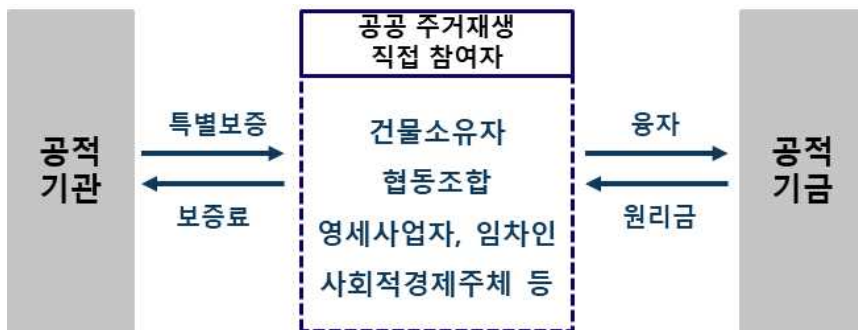 공적
기관
특별보증
보증료
공공 주거재생
직접 참여자
건물소유자
협동조합
영세사업자, 임차인
사회적경제주체 등
융자
원리금
공적
기금